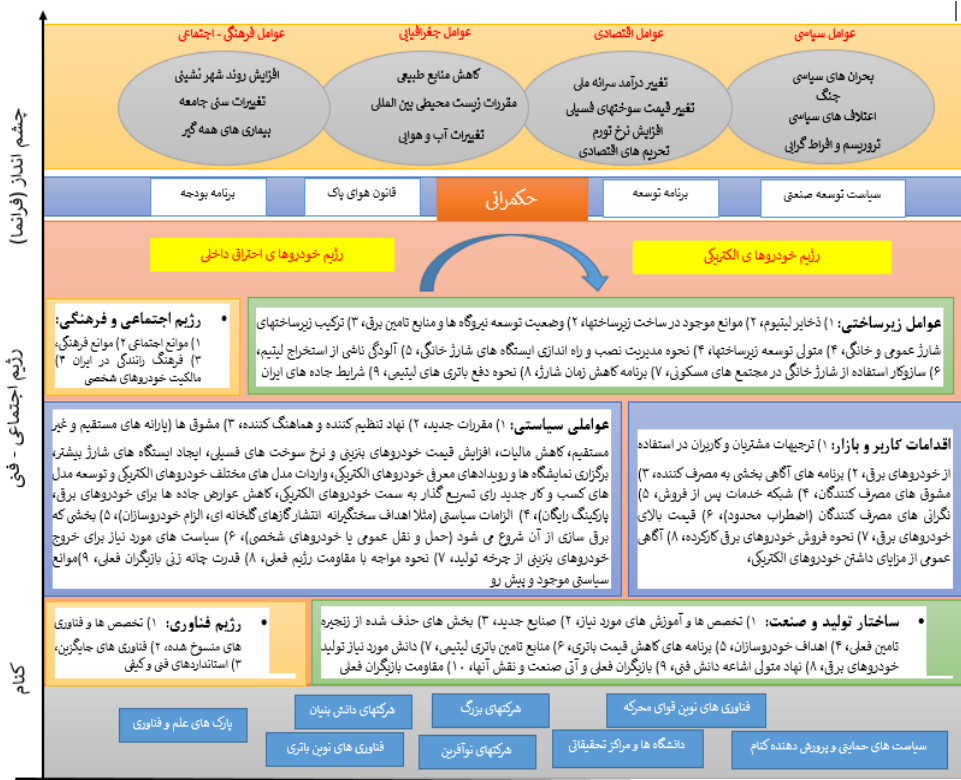 عوامل سیاسی
عوامل اقتصادی
عوامل جغرافیایی
عوامل فرهنگی - اجتماعی
بحران های سیاسی
جنگ
اعتلاف های سیاسی
تروریسم و افراط گرایی
تغییر درآمد سرانه ملی
تغییر قیمت سوختهای فسیلی
افزایش نرخ تورم
تحریم های اقتصادی
کاهش منابع طبیعی
مقررات زیست محیطی بین المللی
تغییرات آب و هوایی
افزایش روند شهر نشینی
تغییرات سنی جامعه
بیماری های همه گیر
چشم انداز (فرانما)
سیاست توسعه صنعتی
برنامه توسعه
حکمرانی
قانون هوای پاک
برنامه بودجه
رژیم خودروها ی الکتریکی
رژیم خودروها ی احتراق داخلی
رژیم اجتماعی - فنی
عوامل زیرساختی: ۱) ذخایر لیتیوم، ۲) موانع موجود در ساخت زیرساختها، ۲) وضعیت توسعه نیروگاه ها و منابع تامین برق، ۳) ترکیب زیرساختهای
شارژ عمومی و خانگی، ۴) متولی توسعه زیرساختها، ۴) نحوه مدیریت نصب و راه اندازی ایستگاه های شارژ خانگی، ۵) آلودگی ناشی از استخراج لیتیم،
۶) سازوکار استفاده از شارژ خانگی در مجتمع های مسکونی، ۷) برنامه کاهش زمان شارژ، ۸) نحوه دفع باتری های لیتیمی، ۹) شرایط جاده های ایران
• رژیم اجتماعی و فرهنگی:
۱) موانع اجتماعی ۲) موانع فرهنگی،
۳) فرهنگ رانندگی در ایران ۴)
مالکیت خودروهای شخصی
اقدامات کاربر و بازار: ۱) ترجیهات مشتریان و کاربران در استفاده
از خودروهای برقی، ۲) برنامه های آگاهی بخشی به مصرف کننده، ۳)
مشوق های مصرف کنندگان، ۴) شبکه خدمات پس از فروش، ۵)
نگرانی های مصرف کنندگان (اضطراب محدود)، ۶) قیمت بالای
خودروهای برقی، ۷) نحوه فروش خودروهای برقی کارکرده، ۸) آگاهی
عمومی از مزایای داشتن خودروهای الکتریکی،
عواملی سیاستی: ۱) مقررات جدید، ۲) نهاد تنظیم کننده و هماهنگ کننده، ۳) مشوق ها (یارانه های مستقیم و غیر
مستقیم، کاهش مالیات، افزایش قیمت خودروهای بنزینی و نرخ سوخت های فسیلی، ایجاد ایستگاه های شارژ بیشتر،
برگزاری نمایشگاه ها و رویدادهای معرفی خودروهای الکتریکی، واردات مدل های مختلف خودروهای الکتریکی و توسعه مدل
های کسب و کار جدید رای تسریع گذار به سمت خودروهای الکتریکی، کاهش عوارض جاده ها برای خودروهای برقی،
پارکینگ رایگان)، ۴) الزامات سیاستی (مثلا اهداف سختگیرانه انتشار گازهای گلخانه ای، الزام خودروسازان)، ۵) بخشی که
برقی سازی از آن شروع می شود (حمل و نقل عمومی یا خودروهای شخصی)، ۶) سیاست های مورد نیاز برای خروج
خودروهای بنزینی از چرخه تولید، ۷) نحوه مواجه با مقاومت رژیم فعلی، ۸) قدرت چانه زنی بازیگران فعلی، ۹)موانع
سیاستی موجود و پیش رو
• ساختار تولید و صنعت: ۱) تخصص ها و آموزش های مورد نیاز، ۲) صنایع جدید، ۳) بخش های حذف شده از زنجیره
تامین فعلی، ۴) اهداف خودروسازان، ۵) برنامه های کاهش قیمت باتری، ۶) منابع تامین باتری لیتیمی، ۷) دانش مورد نیاز تولید
خودروهای برقی، ۸) نهاد متولی اشاعه دانش فنی، ۹) بازیگران فعلی و آتی صنعت و نقش آنها، ۱۰) مقاومت بازیگران فعلی
• رژیم فناوری: ۱) تخصص ها و فناوری
های منسوخ شده، ۲) فناوری های جایگزین،
۳) استانداردهای فنی و کیفی
کنام
فناوری های نوین قوای محرکه
شرکتهای بزرگ
شرکتهای دانش بنیان
پارک های علم و فناوری
سیاست های حمایتی و پرورش دهنده کنام
دانشگاه ها و مراکز تحقیقاتی
شرکتهای نوآفرین
فناوری های نوین باتری